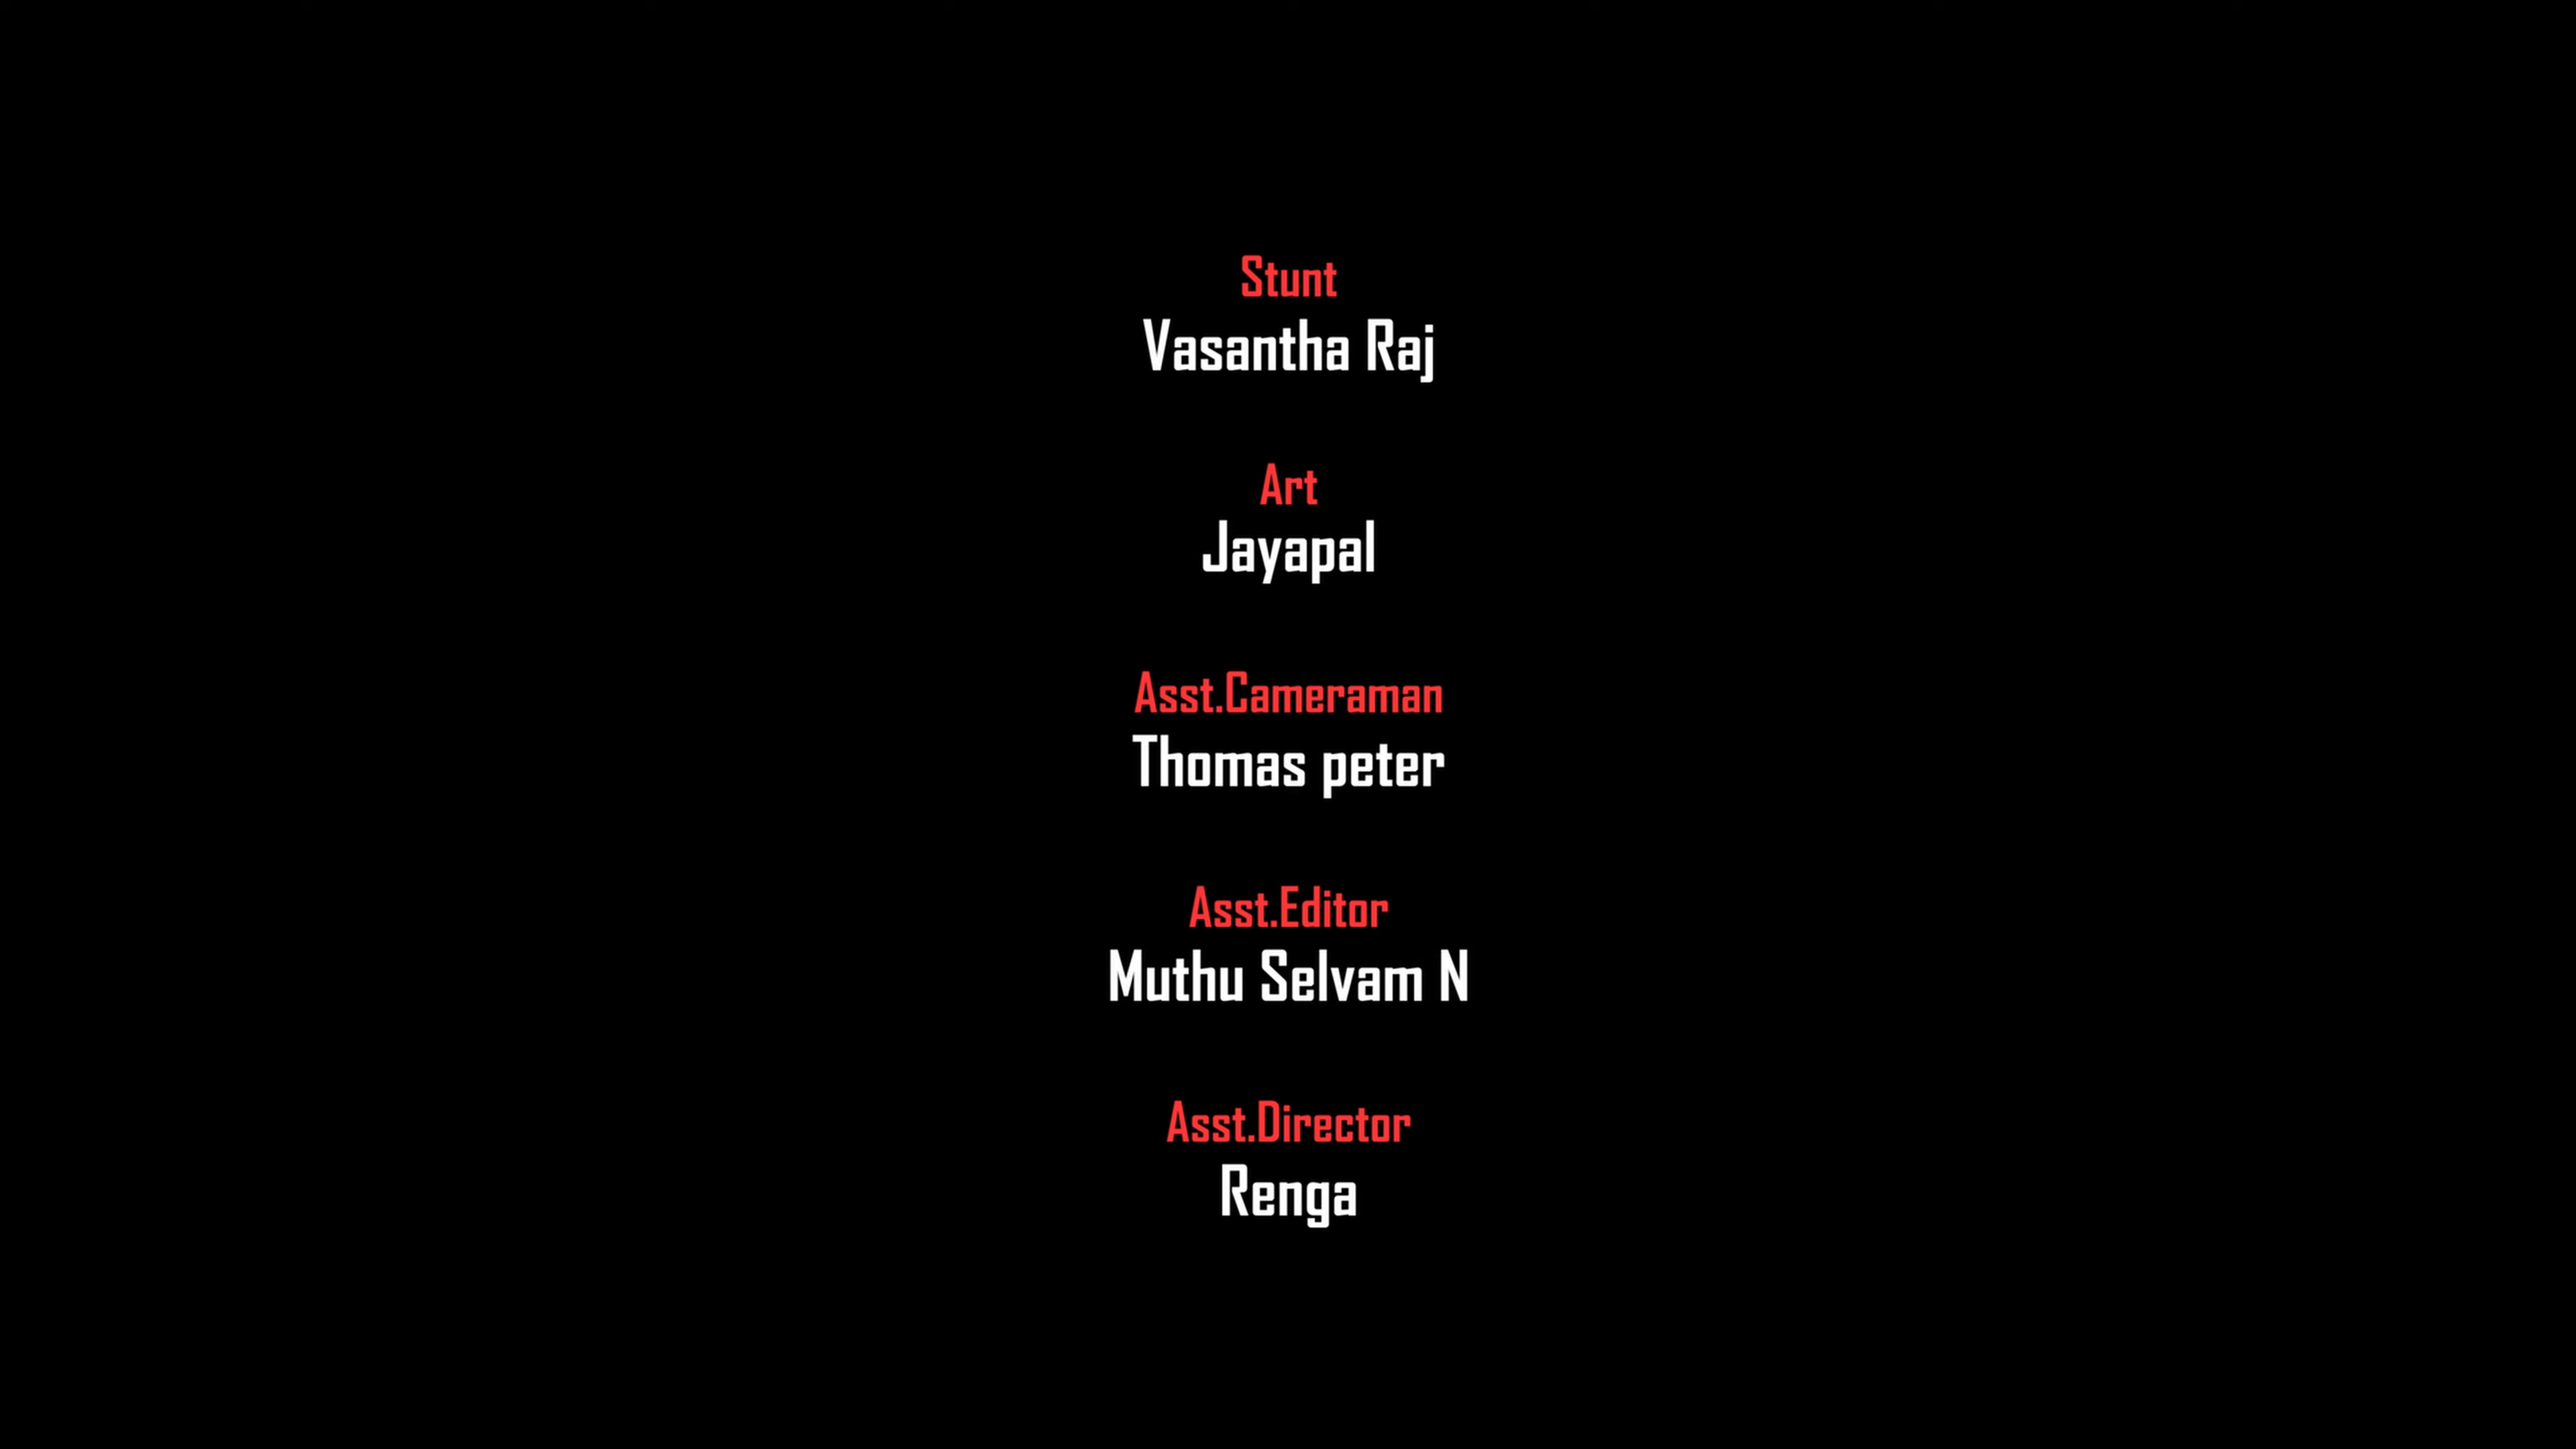 Stunt
Vasantha Raj
Art
Jayapal
Asst.Cameraman
Thomas peter
Asst.Editor
Muthu Selvam N
Asst.Director
Renga